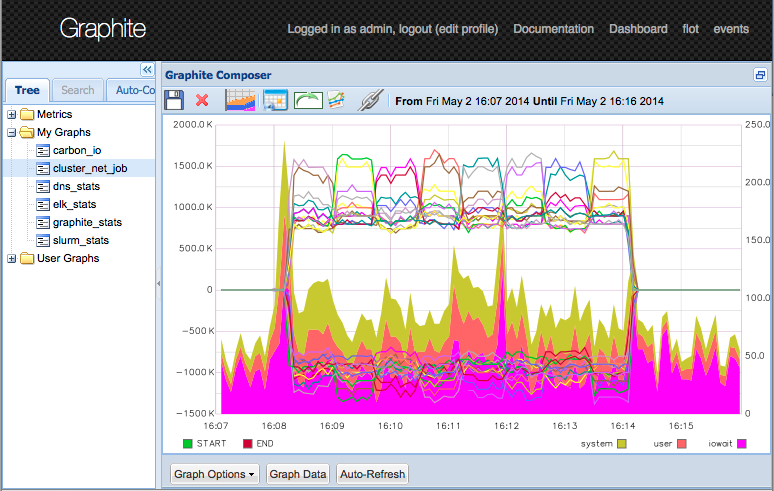 Graphite
Logged in as admin, logout (edit profile) Documentation Dashboard flot events
Tree Search Auto-Co
Metrics
My Graphs
carbon_io
cluster_net_job
dns_stats
elk_stats
graphite_stats
slurm_stats
User Graphs
Graphite Composer
From Fri May 2 16:07 2014 Until Fri May 2 16:16 2014
2000.0 K 250.
1500.0 K
200.
1000.0 K
150.
500.0 K
0 100.
-500 K
50.0
-1000 K
-1500 K 0
16:07 16:08 16:09 16:10 16:11 16:12 16:13 16:14 16:15
START END system user iowait
Graph Options Graph Data Auto-Refresh